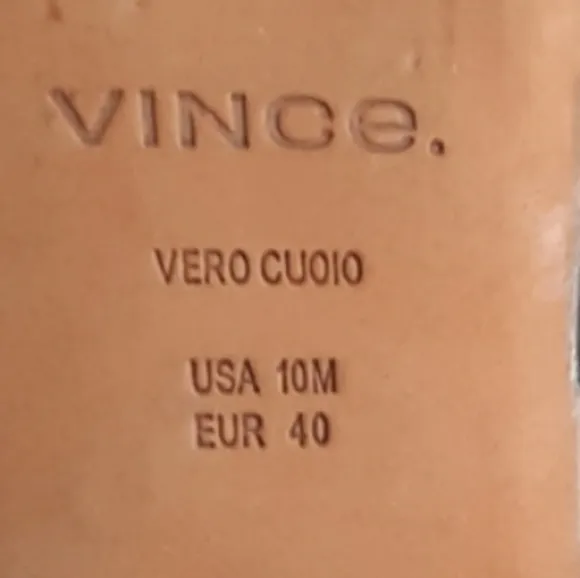 VINCe.
VERO CUOIO
USA 10M
EUR 40